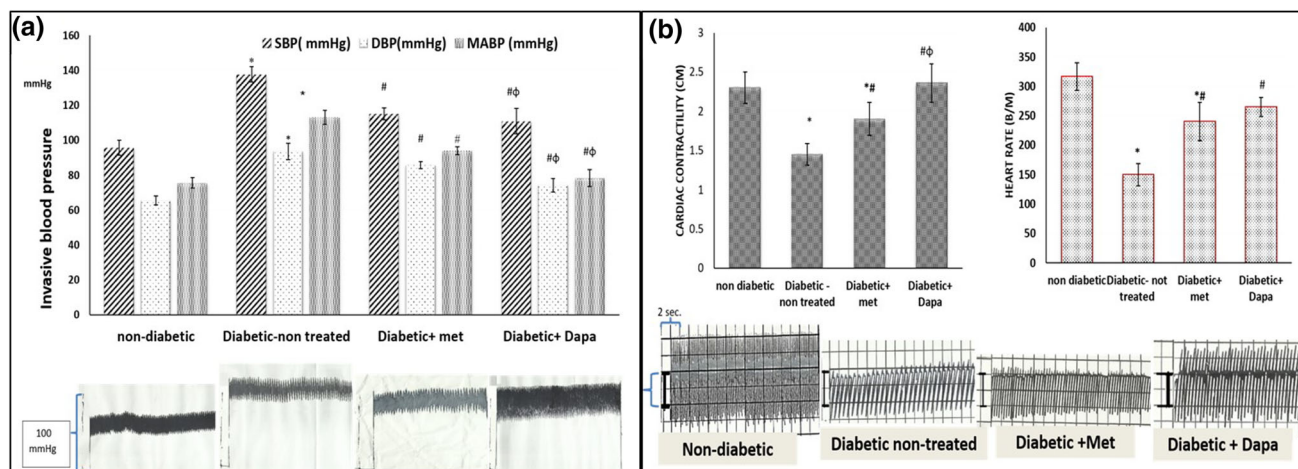 (a)
SBP( mmHg) DBP(mmHg) MABP (mmHg)
Invasive blood pressure
mmHg
160
140
120
100
80
60
40
20
0
*
*
*
#
#
#
#ф
#ф
#ф
non-diabetic Diabetic-non treated Diabetic+ met Diabetic+ Dapa
100
mmHg
(b)
CARDIAC CONTRACTILITY (CM)
3
2.5
2
1.5
1
0.5
0
*
*#
#ф
non diabetic Diabetic - non treated Diabetic+ met Diabetic+ Dapa
HEART RATE (B/M)
400
350
300
250
200
150
100
50
0
*
*#
#
non diabetic Diabetic- not treated Diabetic+ met Diabetic+ Dapa
2 sec.
Non-diabetic Diabetic non-treated Diabetic +Met Diabetic + Dapa